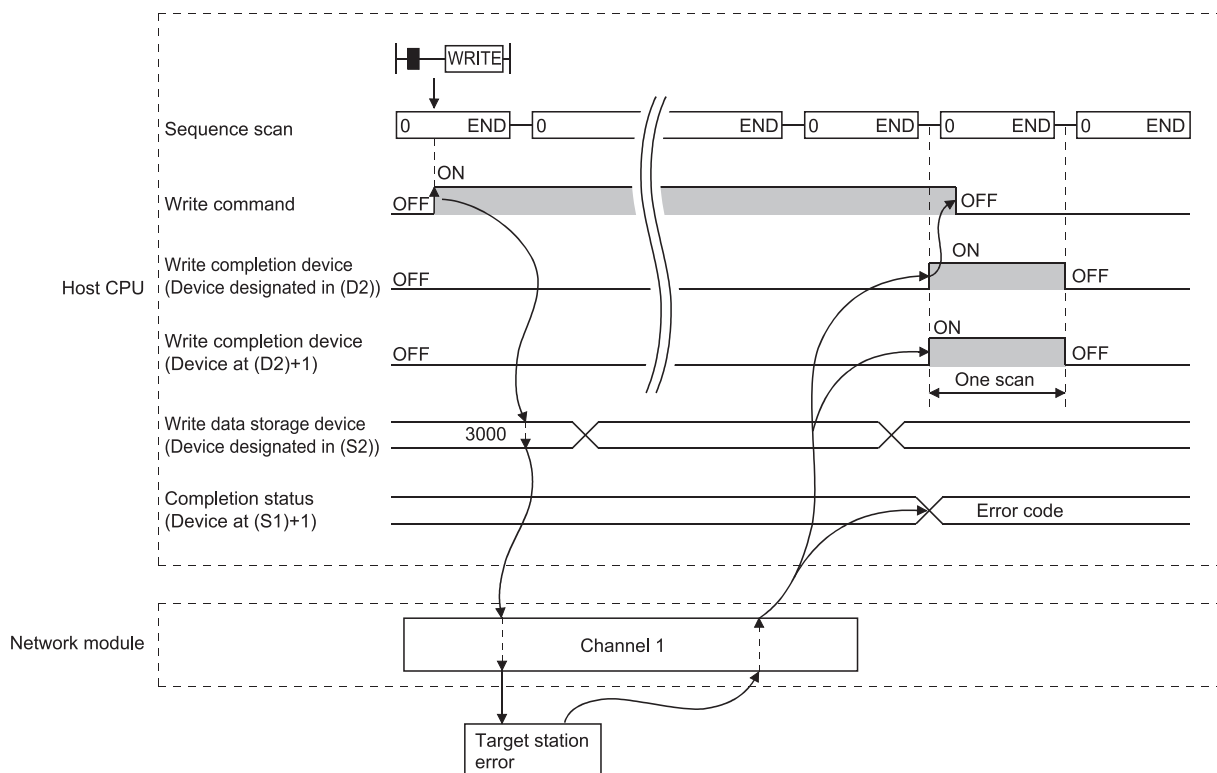 WRITE
Sequence scan
0 END 0 END 0 END 0 END 0 END
ON
Write command
OFF
OFF
Host CPU
Write completion device
(Device designated in (D2))
OFF
ON
OFF
Write completion device
(Device at (D2)+1)
OFF
ON
OFF
One scan
Write data storage device
(Device designated in (S2))
3000
Completion status
(Device at (S1)+1)
Error code
Network module
Channel 1
Target station
error